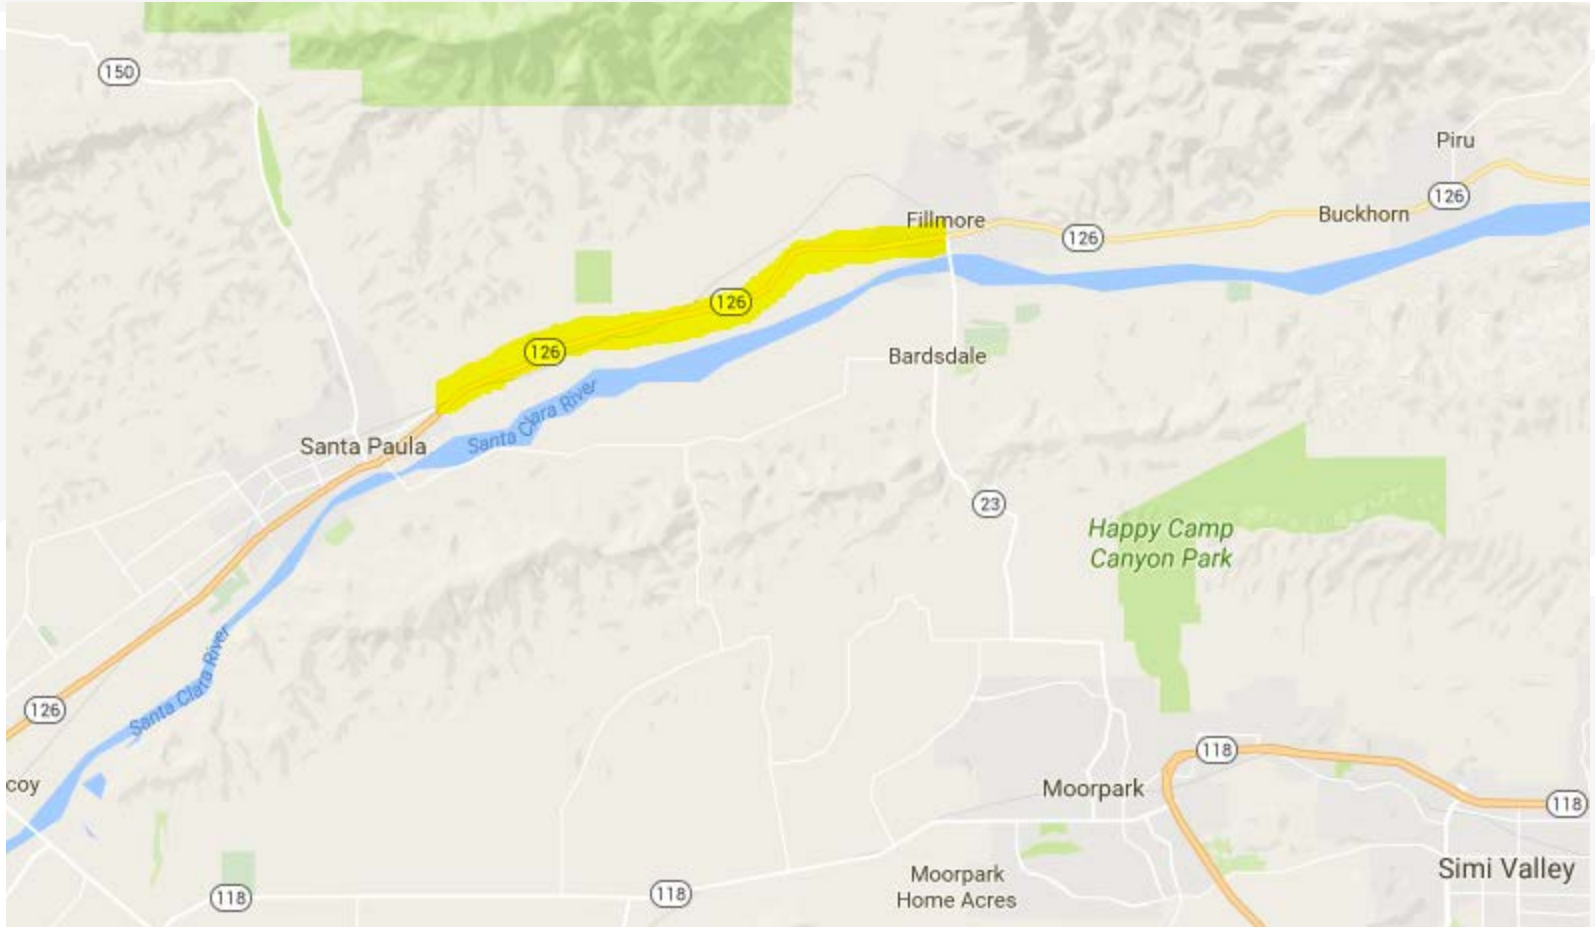 150
Piru
126
Fillmore
Buckhorn
126
126
126
Bardsdale
Santa Clara River
Santa Paula
23
Happy Camp
Canyon Park
Santa Clara River
126
118
coy
Moorpark
118
Moorpark
Home Acres
Simi Valley
118
118